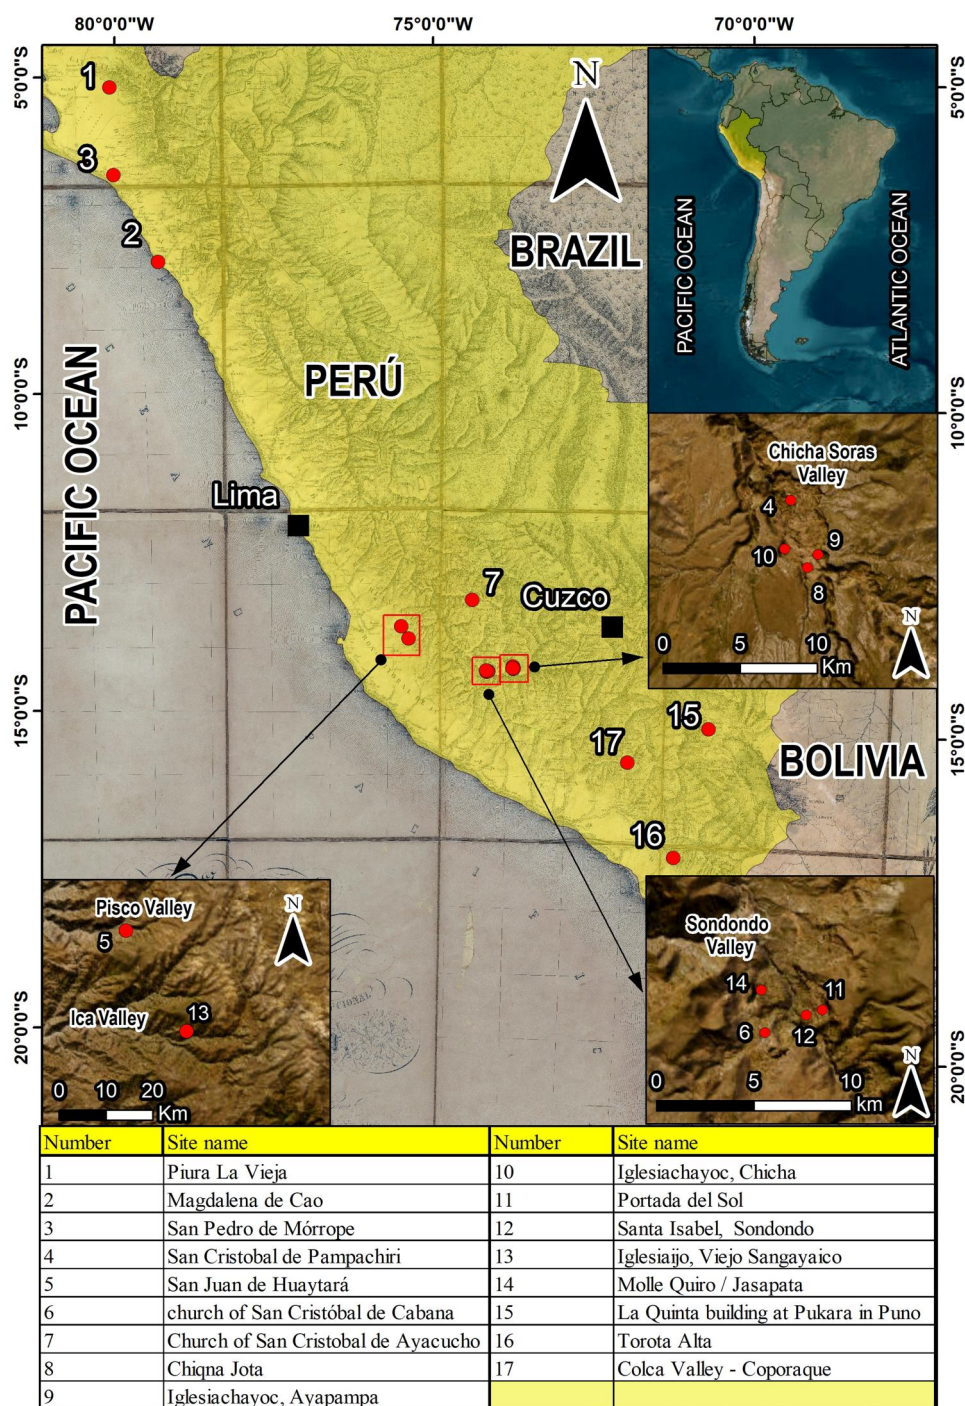 80°0'0"W 75°0'0"W 70°0'0"W
5°0'0"S
10°0'0"S
15°0'0"S
20°0'0"S
5°0'0"S
10°0'0"S
15°0'0"S
20°0'0"S
1
3
2
N
BRAZIL
PERÚ
PACIFIC OCEAN
Lima
7
Cuzco
15
17
16
BOLIVIA
PACIFIC OCEAN
ATLANTIC OCEAN
Chicha Soras
Valley
4
9
10
8
N
0 5 10
Km
Pisco Valley
N
5
Ica Valley
13
0 10 20
Km
CIONAL
Sondondo
Valley
14
11
6
12
N
0 5 10
km
Number Site name Number Site name
1 Piura La Vieja 10 Iglesiachayoc, Chicha
2 Magdalena de Cao 11 Portada del Sol
3 San Pedro de Mórrope 12 Santa Isabel, Sondondo
4 San Cristobal de Pampachiri 13 Iglesiaijo, Viejo Sangayaico
5 San Juan de Huaytará 14 Molle Quiro / Jasapata
6 church of San Cristóbal de Cabana 15 La Quinta building at Pukara in Puno
7 Church of San Cristobal de Ayacucho 16 Torota Alta
8 Chiqna Jota 17 Colca Valley - Coporaque
9 Iglesiachayoc, Ayapampa